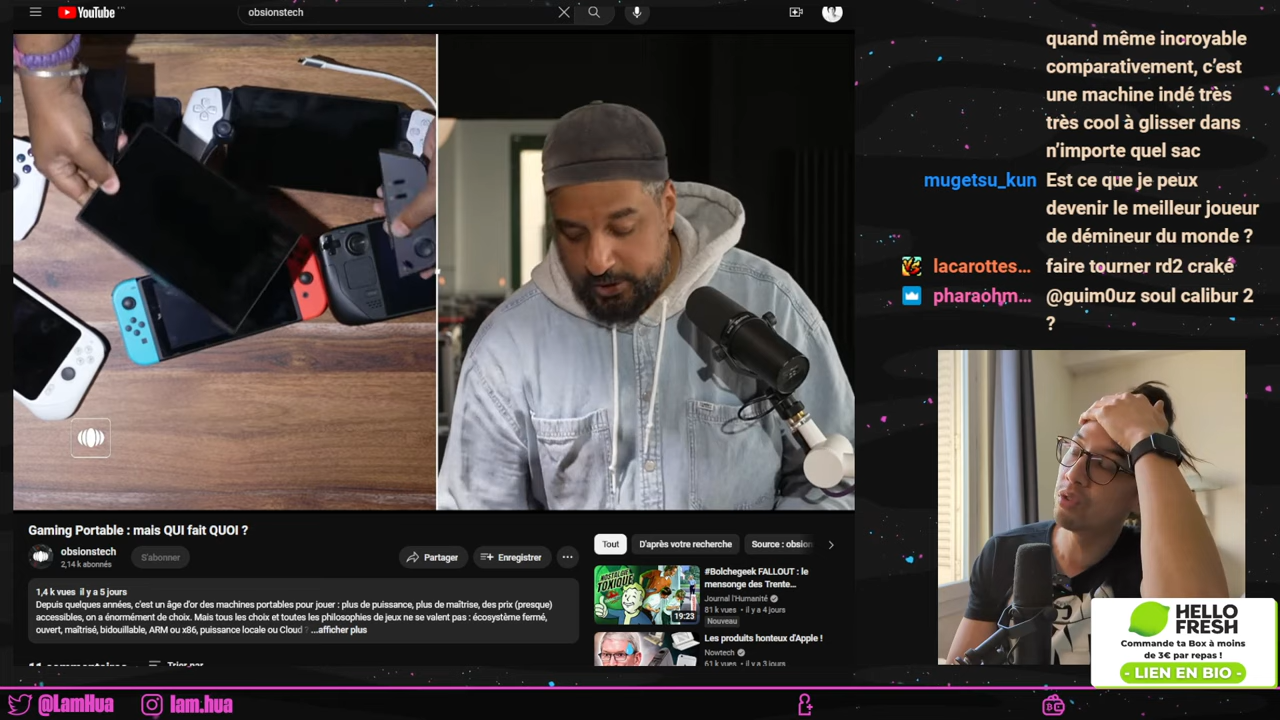 YouTube
obsionstech
quand même incroyable
comparativement, c'est
une machine indé très
très cool à glisser dans
n'importe quel sac
mugetsu_kun Est ce que je peux
devenir le meilleur joueur
de démineur du monde ?
lacarottes... faire tourner rd2 craké
pharaohm... @guim0uz soul calibur 2
?
Gaming Portable : mais QUI fait QUOI ?
obsionstech
2,14 k abonnés
S'abonner
Partager
Enregistrer
1,4 k vues il y a 5 jours
Depuis quelques années, c'est un âge d'or des machines portables pour jouer : plus de puissance, plus de maîtrise, des prix (presque)
accessibles, on a énormément de choix. Mais tous les choix et toutes les philosophies de jeux ne se valent pas : écosystème fermé,
ouvert, maîtrisé, bidouillable, ARM ou x86, puissance locale ou Cloud ? ...afficher plus
11 commentaires
Trier par
Tout
D'après votre recherche
Source : obsion
NOSTALGIE
TOXIQUE
19:23
#Bolchegeek FALLOUT : le
mensonge des Trente...
Journal l'Humanité
81 k vues • il y a 4 jours
Nouveau
Les produits honteux d'Apple !
Nowtech
61 k vues • il y a 3 jours
HELLO
FRESH
Commande ta Box à moins
de 3€ par repas !
- LIEN EN BIO -
@LamHua
lam.hua